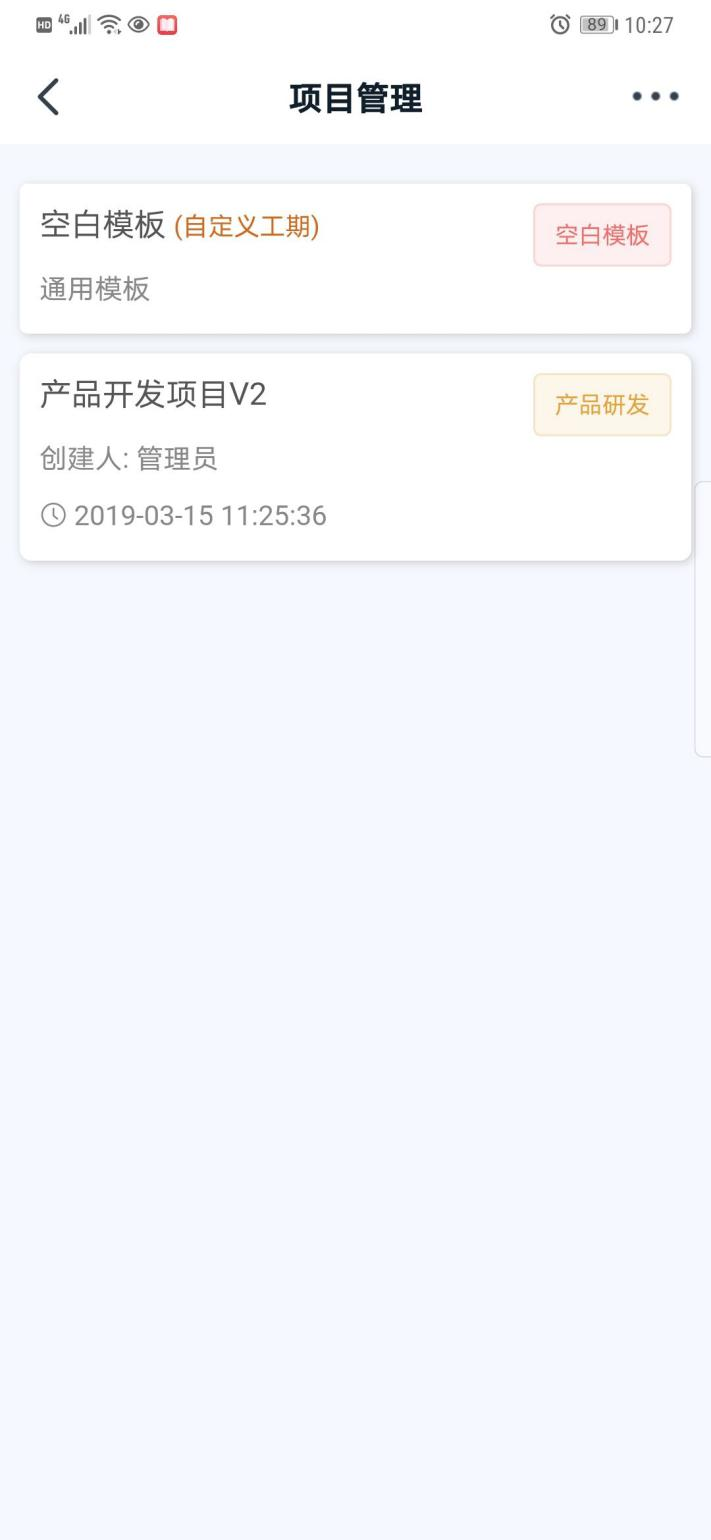 HD 4G 89 10:27
项目管理
空白模板 (自定义工期)
空白模板
通用模板
产品开发项目V2
产品研发
创建人: 管理员
2019-03-15 11:25:36